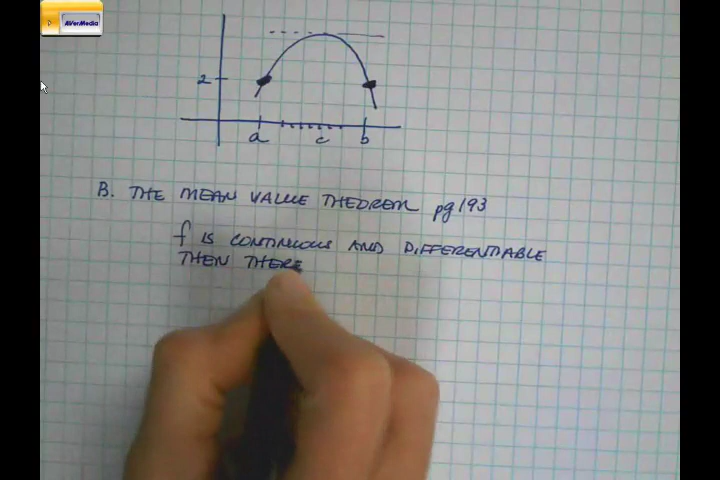 AVerMedia
2
a c b
B. THE MEAN VALUE THEOREM pg 193
f IS CONTINUOUS AND DIFFERENTIABLE
THEN THERE